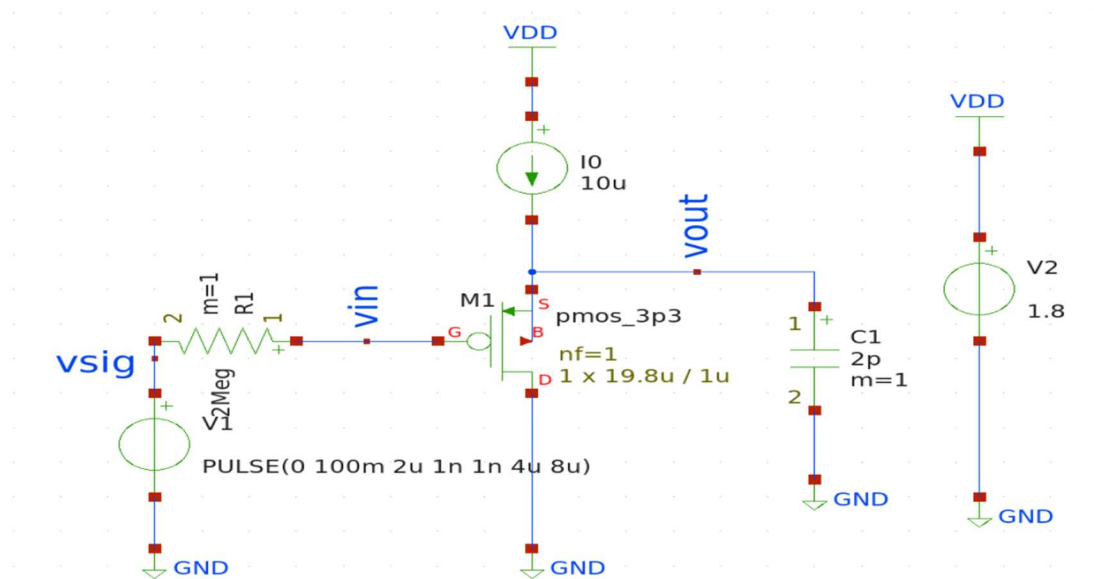 VDD
+
I0
10u
VDD
+
V2
1.8
GND
vout
m=1
R1
2
1
+
2Meg
vin
vsig
+
V1
PULSE(0 100m 2u 1n 1n 4u 8u)
GND
M1
G
S
B
D
pmos_3p3
nf=1
1 x 19.8u / 1u
GND
1
+
C1
2p
m=1
2
GND